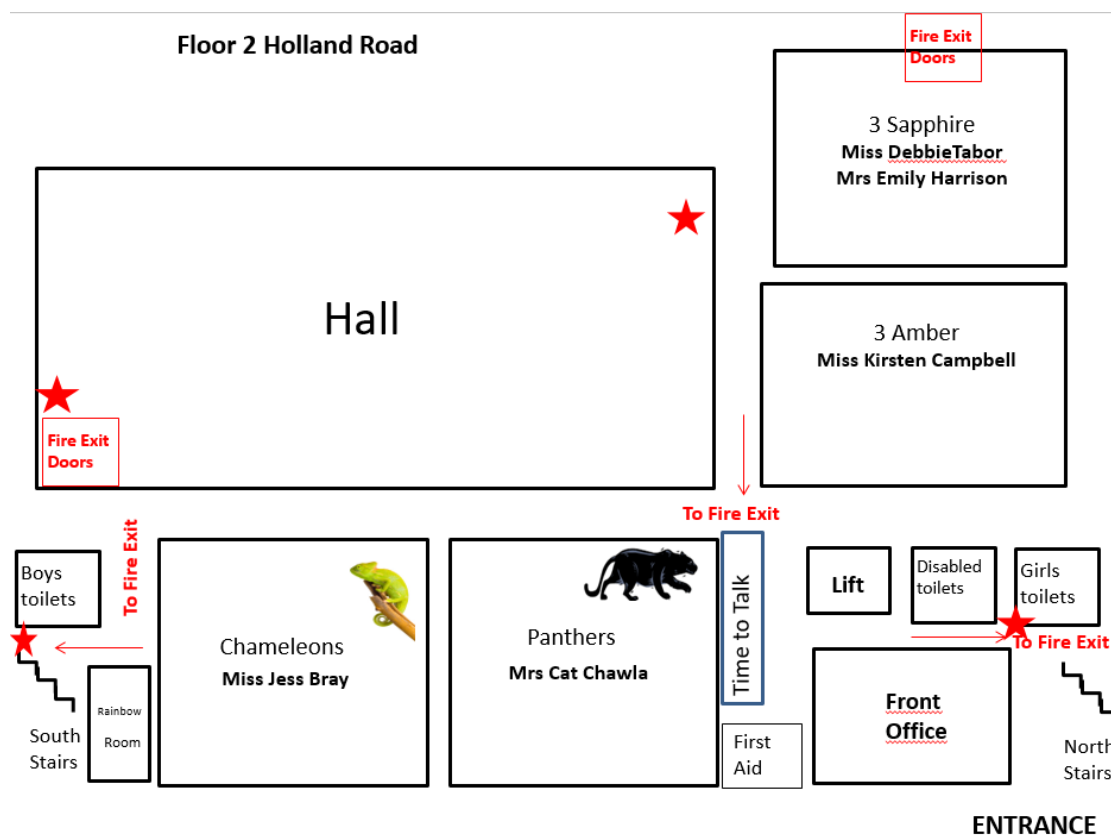 Floor 2 Holland Road
Fire Exit
Doors
3 Sapphire
Miss DebbieTabor
Mrs Emily Harrison
Hall
3 Amber
Miss Kirsten Campbell
Fire Exit
Doors
To Fire Exit
To Fire Exit
Boys
toilets
Chameleons
Miss Jess Bray
Panthers
Mrs Cat Chawla
Time to Talk
Lift
Disabled
toilets
Girls
toilets
To Fire Exit
South
Stairs
Rainbow
Room
First
Aid
Front
Office
North
Stairs
ENTRANCE